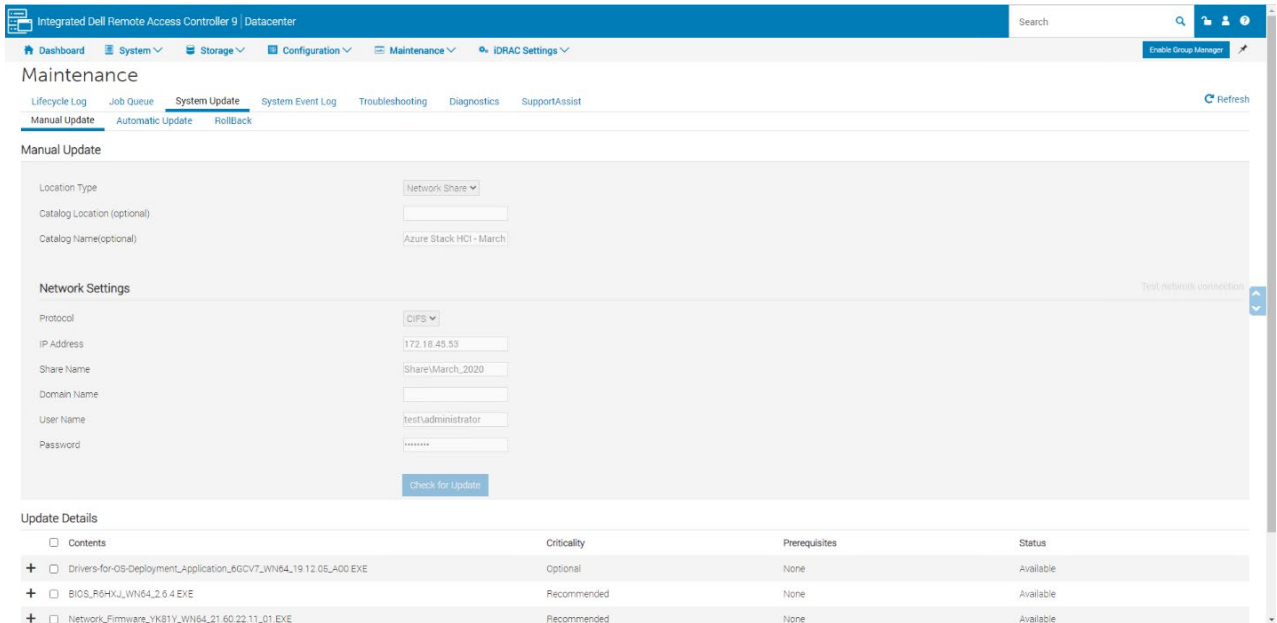 Integrated Dell Remote Access Controller 9 | Datacenter
Search
Dashboard System Storage Configuration Maintenance iDRAC Settings
Enable Group Manager
Maintenance
Lifecycle Log Job Queue System Update System Event Log Troubleshooting Diagnostics SupportAssist
Refresh
Manual Update Automatic Update RollBack
Manual Update
Location Type Network Share
Catalog Location (optional)
Catalog Name(optional) Azure Stack HCI - March
Network Settings Test network connection
Protocol CIFS
IP Address 172.18.45.53
Share Name Share\March_2020
Domain Name
User Name test\administrator
Password ••••••••
Check for Update
Update Details
Contents Criticality Prerequisites Status
Drivers-for-OS-Deployment_Application_6GCV7_WN64_19.12.05_A00.EXE Optional None Available
BIOS_R6HXJ_WN64_2.6.4.EXE Recommended None Available
Network_Firmware_YK81Y_WN64_21.60.22.11_01.EXE Recommended None Available